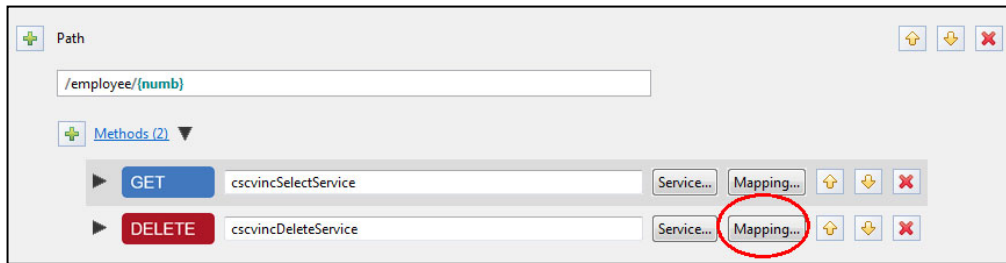 Path
/employee/{numb}
Methods (2)
GET cscvincSelectService Service... Mapping...
DELETE cscvincDeleteService Service... Mapping...